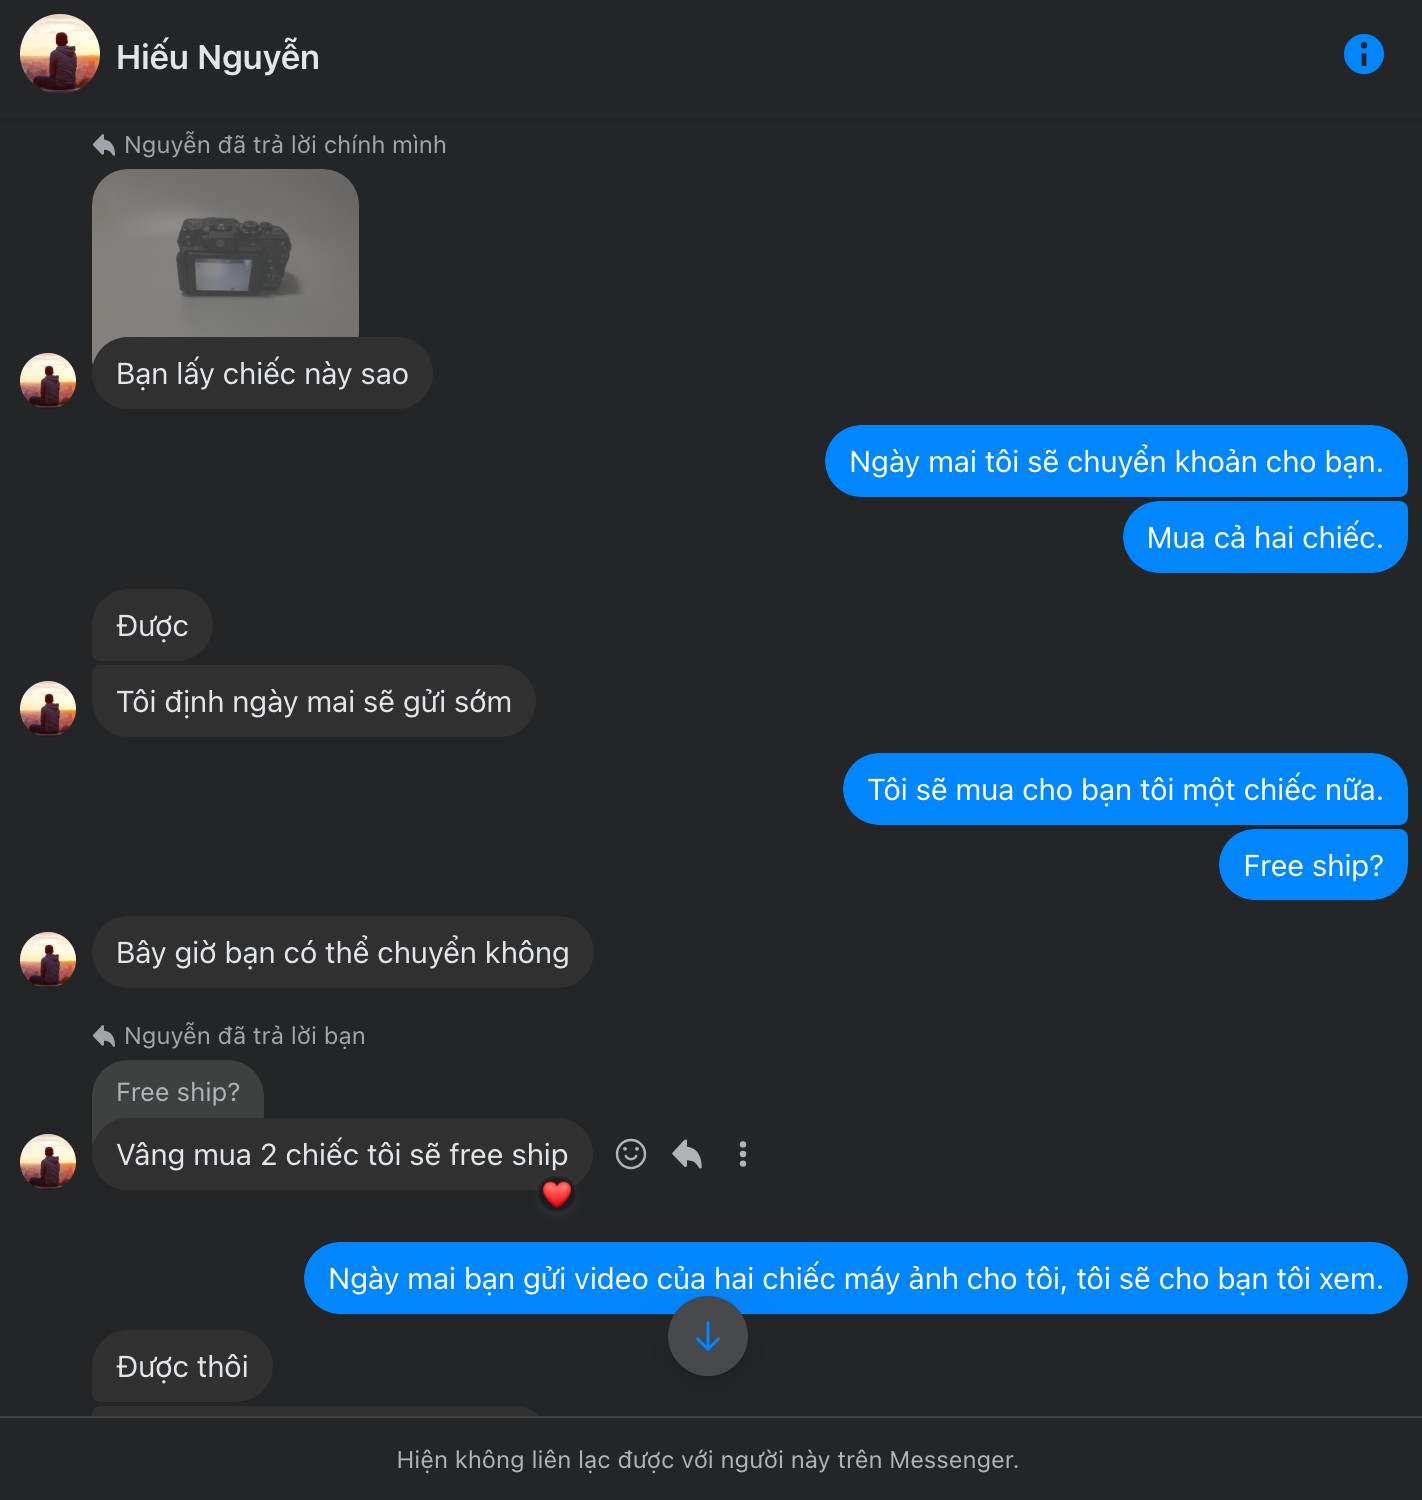 Hiếu Nguyễn
Nguyễn đã trả lời chính mình
Bạn lấy chiếc này sao
Ngày mai tôi sẽ chuyển khoản cho bạn.
Mua cả hai chiếc.
Được
Tôi định ngày mai sẽ gửi sớm
Tôi sẽ mua cho bạn tôi một chiếc nữa.
Free ship?
Bây giờ bạn có thể chuyển không
Nguyễn đã trả lời bạn
Free ship?
Vâng mua 2 chiếc tôi sẽ free ship
Ngày mai bạn gửi video của hai chiếc máy ảnh cho tôi, tôi sẽ cho bạn tôi xem.
Được thôi
Hiện không liên lạc được với người này trên Messenger.